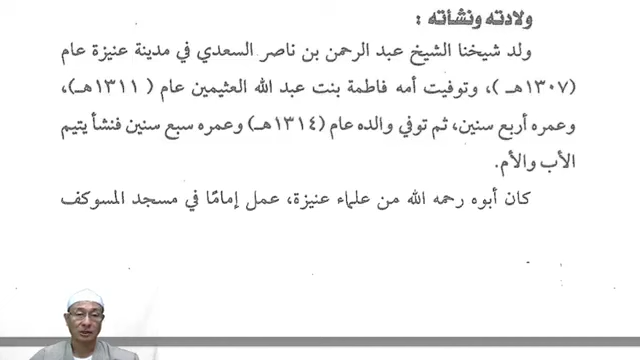 ولادته ونشأته :
ولد شيخنا الشيخ عبد الرحمن بن ناصر السعدي في مدينة عنيزة عام
(١٣٠٧هـ )، وتوفيت أمه فاطمة بنت عبد الله العثيمين عام ( ١٣١١هـ)،
وعمره أربع سنين، ثم توفي والده عام (١٣١٤هـ) وعمره سبع سنين فنشأ يتيم
الأب والأم.
كان أبوه رحمه الله من علماء عنيزة، عمل إمامًا في مسجد المسوكف